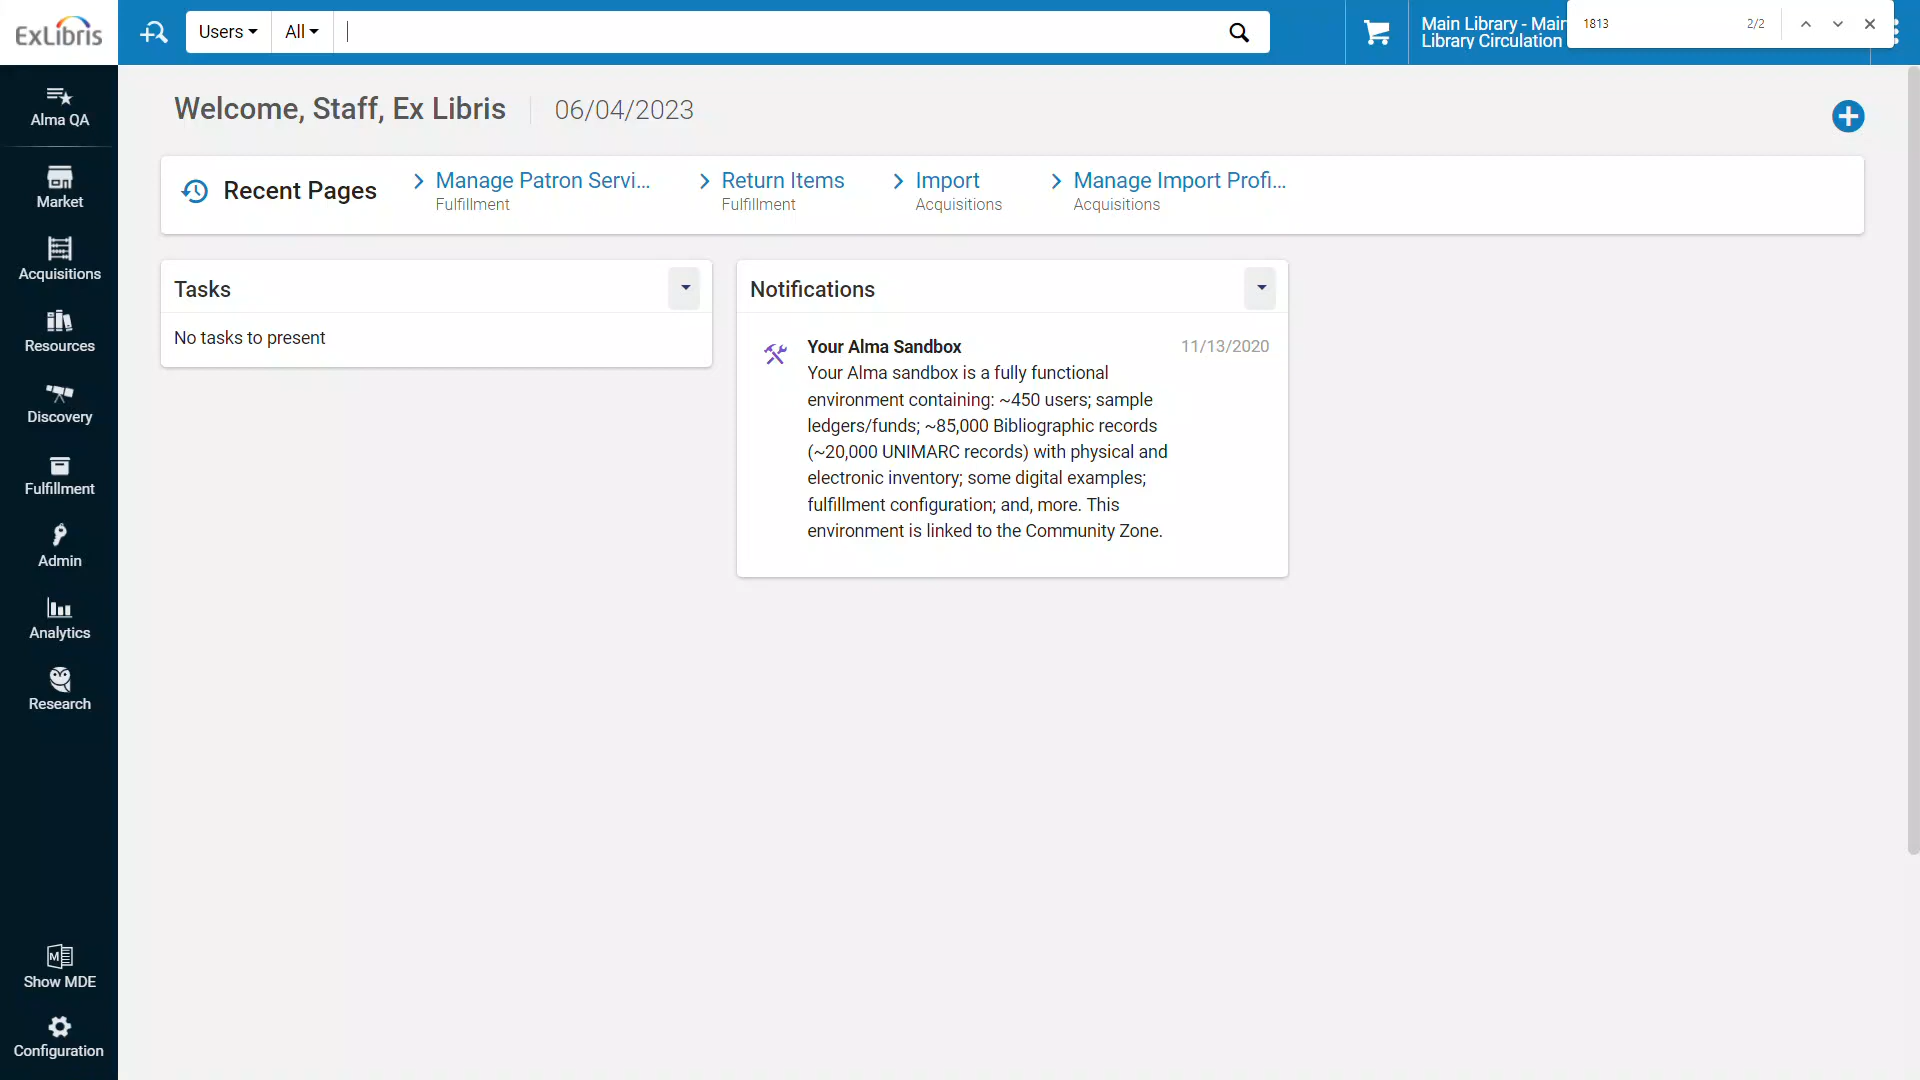 ExLibris
Users
All
Main Library - Main
Library Circulation
1813
2/2
Alma QA
Market
Acquisitions
Resources
Discovery
Fulfillment
Admin
Analytics
Research
Show MDE
Configuration
Welcome, Staff, Ex Libris
06/04/2023
Recent Pages
Manage Patron Servi...
Fulfillment
Return Items
Fulfillment
Import
Acquisitions
Manage Import Profi...
Acquisitions
Tasks
No tasks to present
Notifications
Your Alma Sandbox
11/13/2020
Your Alma sandbox is a fully functional
environment containing: ~450 users; sample
ledgers/funds; ~85,000 Bibliographic records
(~20,000 UNIMARC records) with physical and
electronic inventory; some digital examples;
fulfillment configuration; and, more. This
environment is linked to the Community Zone.